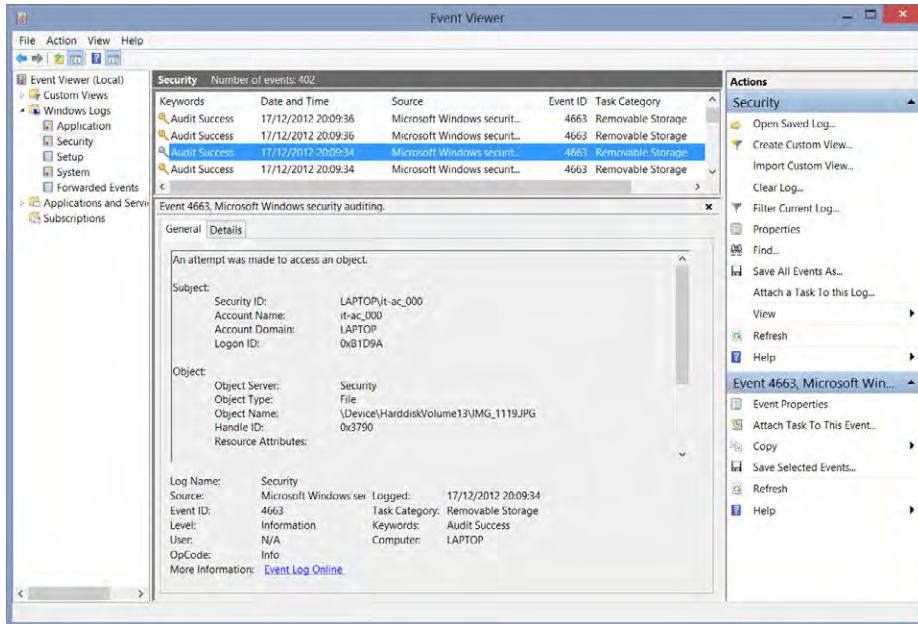 Event Viewer
File Action View Help
Event Viewer (Local)
Custom Views
Windows Logs
Application
Security
Setup
System
Forwarded Events
Applications and Servi
Subscriptions
Security Number of events: 402
Keywords Date and Time Source Event ID Task Category
Audit Success 17/12/2012 20:09:36 Microsoft Windows securit... 4663 Removable Storage
Audit Success 17/12/2012 20:09:36 Microsoft Windows securit... 4663 Removable Storage
Audit Success 17/12/2012 20:09:34 Microsoft Windows securit... 4663 Removable Storage
Audit Success 17/12/2012 20:09:34 Microsoft Windows securit... 4663 Removable Storage
Event 4663, Microsoft Windows security auditing.
General Details
An attempt was made to access an object.
Subject:
Security ID: LAPTOP\it-ac_000
Account Name: it-ac_000
Account Domain: LAPTOP
Logon ID: 0xB1D9A
Object:
Object Server: Security
Object Type: File
Object Name: \Device\HarddiskVolume13\IMG_1119.JPG
Handle ID: 0x3790
Resource Attributes:
Log Name: Security
Source: Microsoft Windows sec Logged: 17/12/2012 20:09:34
Event ID: 4663 Task Category: Removable Storage
Level: Information Keywords: Audit Success
User: N/A Computer: LAPTOP
OpCode: Info
More Information: Event Log Online
Actions
Security
Open Saved Log...
Create Custom View...
Import Custom View...
Clear Log...
Filter Current Log...
Properties
Find...
Save All Events As...
Attach a Task To this Log...
View
Refresh
Help
Event 4663, Microsoft Win...
Event Properties
Attach Task To This Event...
Copy
Save Selected Events...
Refresh
Help